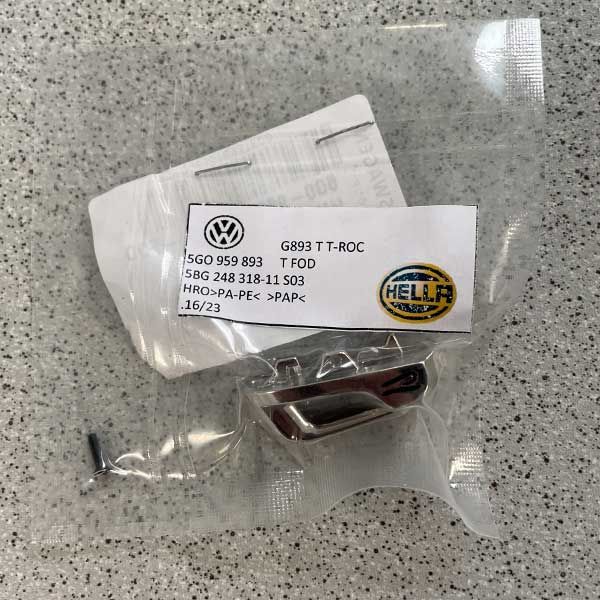 G893 T T-ROC
5GO 959 893 T FOD
5BG 248 318-11 S03
HRO>PA-PE< >PAP<
.16/23
HELLA